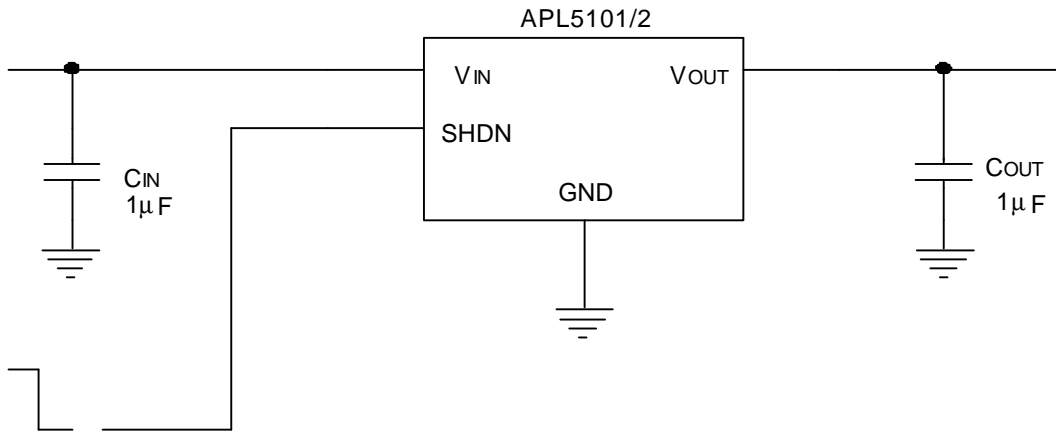 APL5101/2
VIN
VOUT
SHDN
CIN
1μF
GND
COUT
1μF